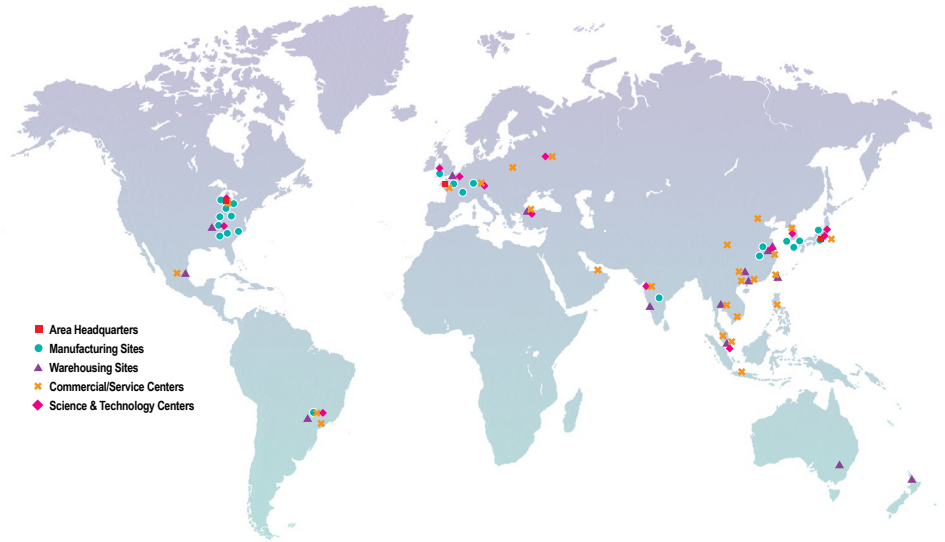 Area Headquarters
Manufacturing Sites
Warehousing Sites
Commercial/Service Centers
Science & Technology Centers